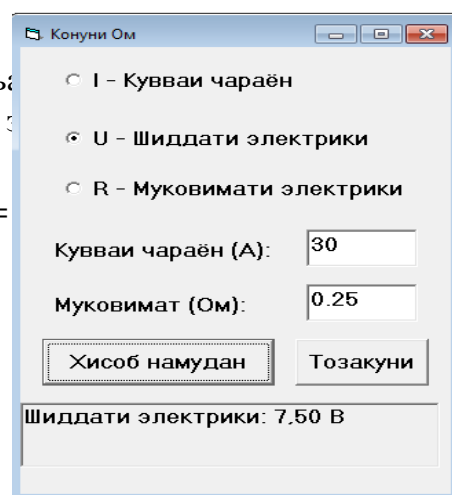 Конуни Ом
I - Кувваи чараён
U - Шиддати электрики
R - Муковимати электрики
Кувваи чараён (А): 30
Муковимат (Ом): 0.25
Хисоб намудан Тозакуни
Шиддати электрики: 7,50 В